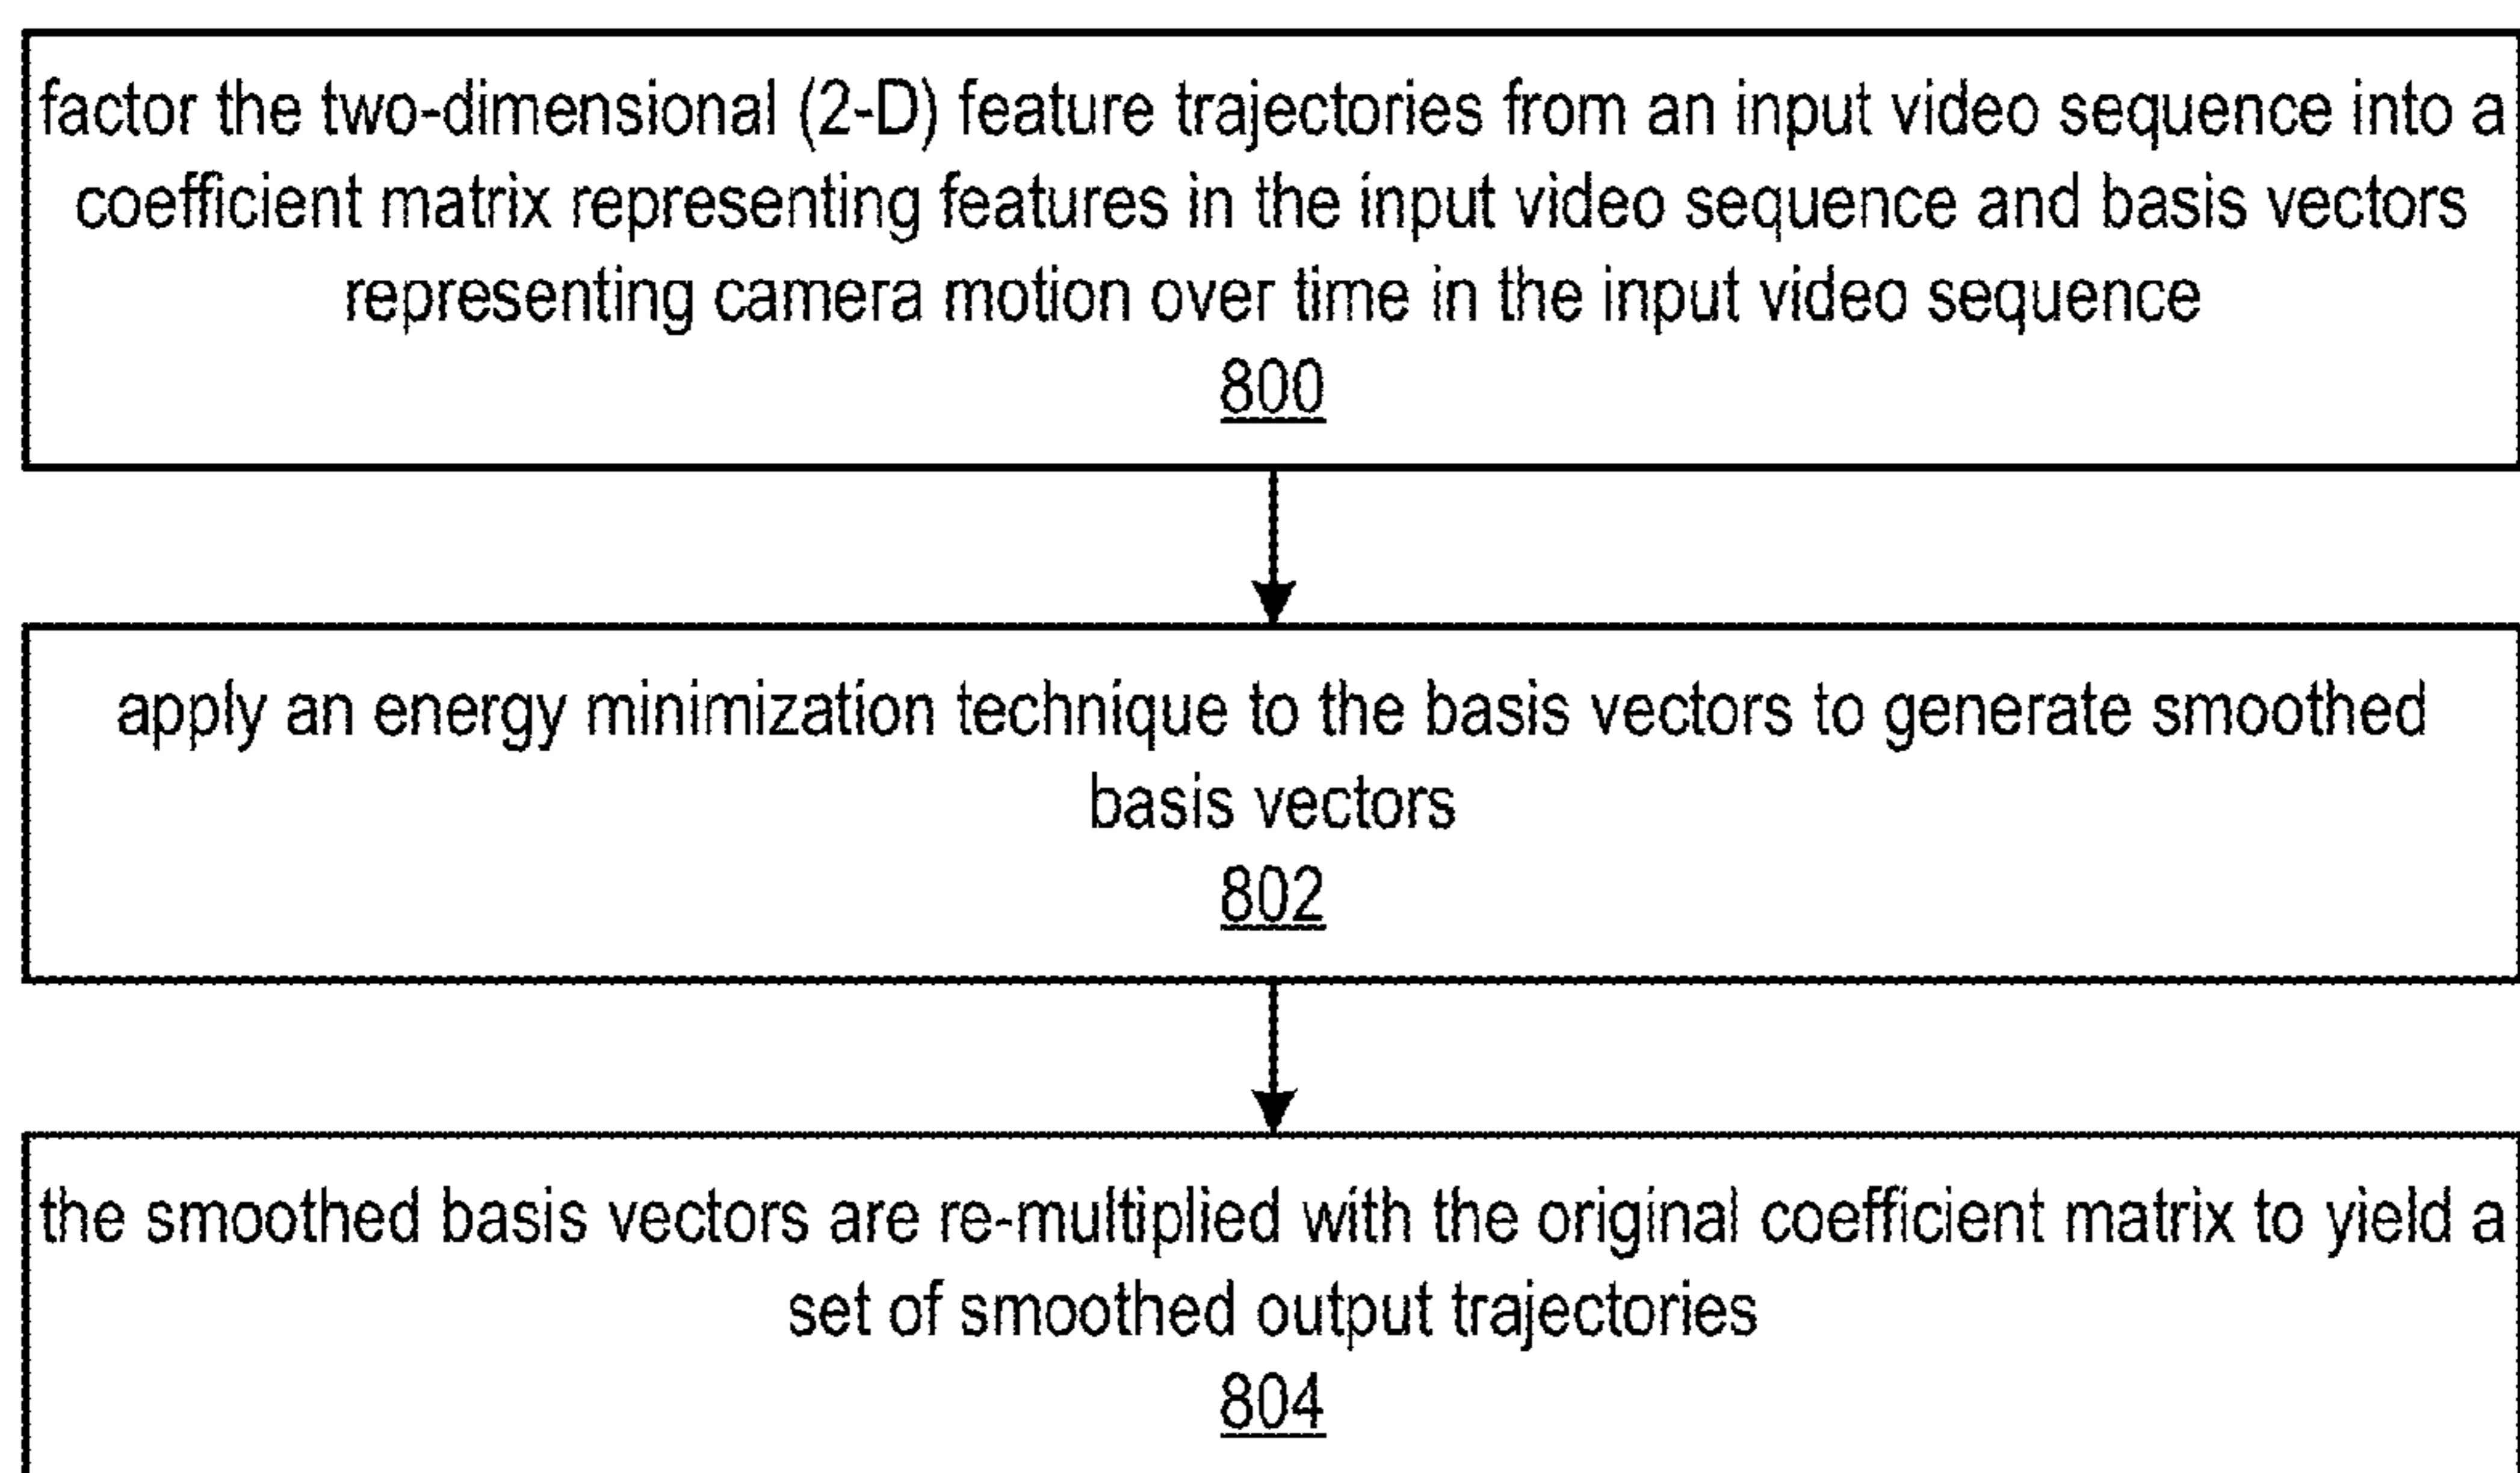 factor the two-dimensional (2-D) feature trajectories from an input video sequence into a
coefficient matrix representing features in the input video sequence and basis vectors
representing camera motion over time in the input video sequence
800
apply an energy minimization technique to the basis vectors to generate smoothed
basis vectors
802
the smoothed basis vectors are re-multiplied with the original coefficient matrix to yield a
set of smoothed output trajectories
804